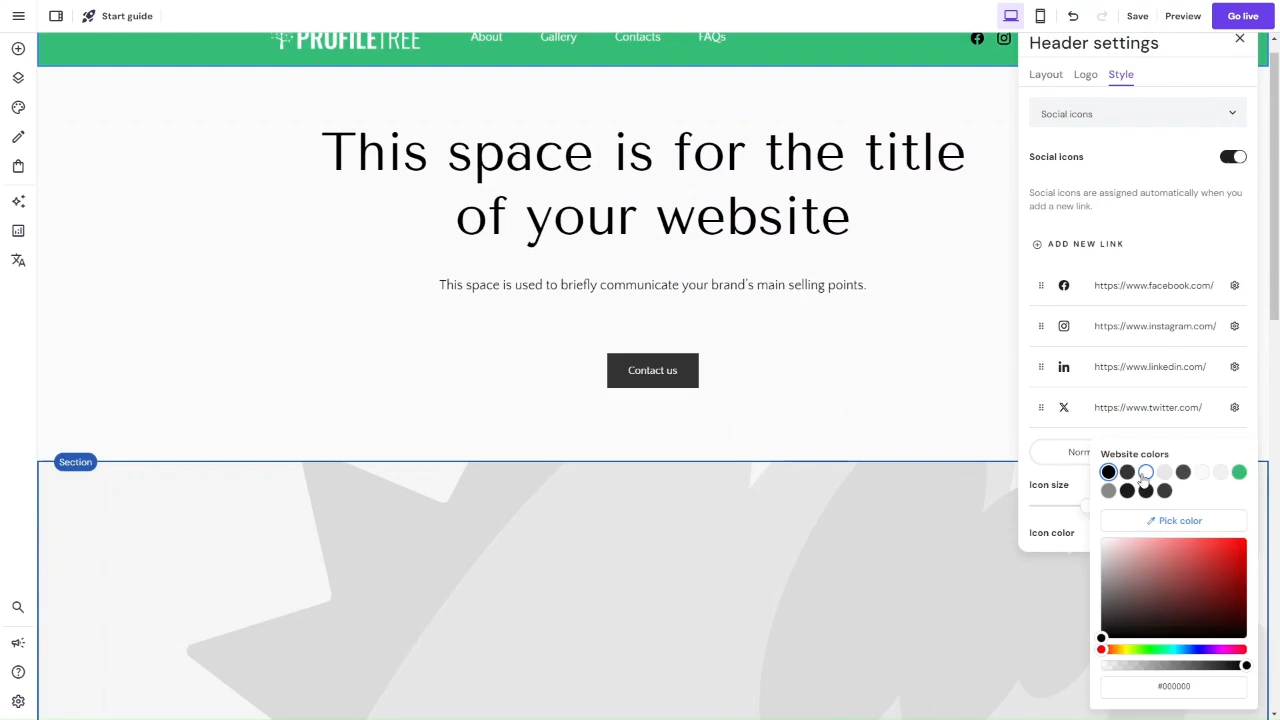 Start guide
Save
Preview
Go live
PROFILETREE
About
Gallery
Contacts
FAQs
Header settings
Layout
Logo
Style
Social icons
Social icons
Social icons are assigned automatically when you
add a new link.
ADD NEW LINK
https://www.facebook.com/
https://www.instagram.com/
https://www.linkedin.com/
https://www.twitter.com/
Norm
Icon size
Icon color
Website colors
Pick color
#000000
This space is for the title
of your website
This space is used to briefly communicate your brand's main selling points.
Contact us
Section